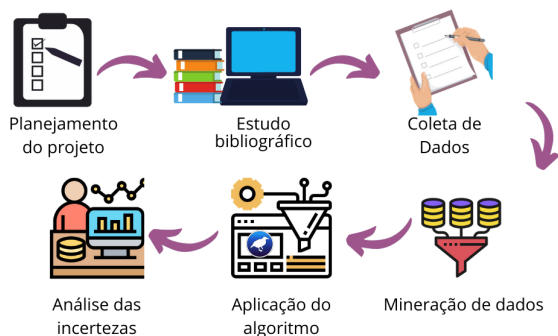 Planejamento
do projeto
Estudo
bibliográfico
Coleta de
Dados
Mineração de dados
Aplicação do
algoritmo
Análise das
incertezas